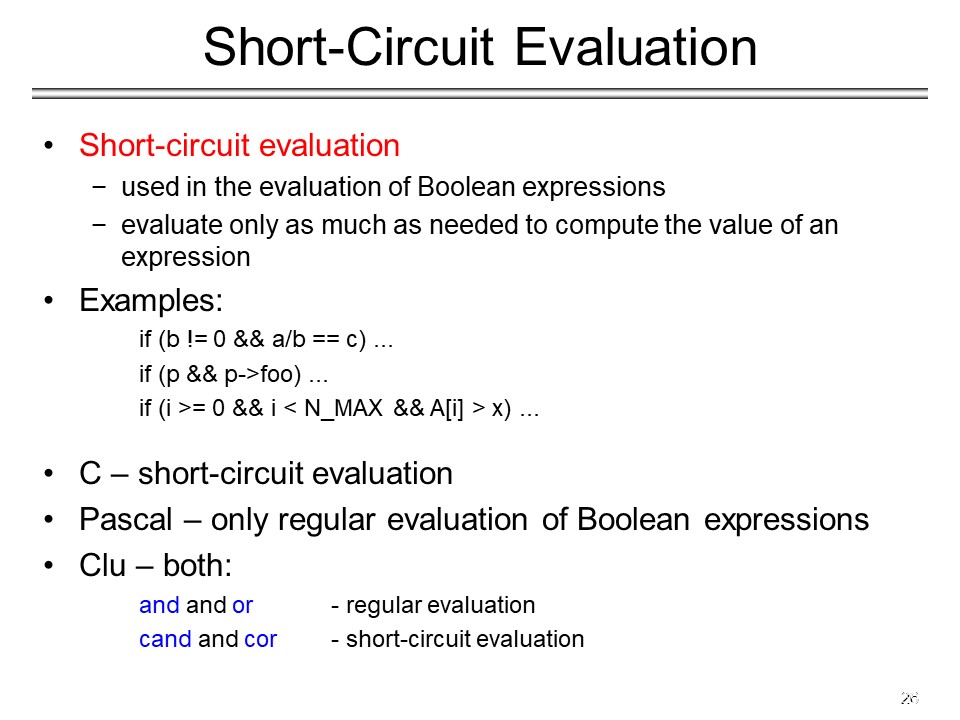 Short-Circuit Evaluation
• Short-circuit evaluation
− used in the evaluation of Boolean expressions
− evaluate only as much as needed to compute the value of an
expression
• Examples:
if (b != 0 && a/b == c) ...
if (p && p->foo) ...
if (i >= 0 && i < N_MAX && A[i] > x) ...
• C – short-circuit evaluation
• Pascal – only regular evaluation of Boolean expressions
• Clu – both:
and and or - regular evaluation
cand and cor - short-circuit evaluation
26